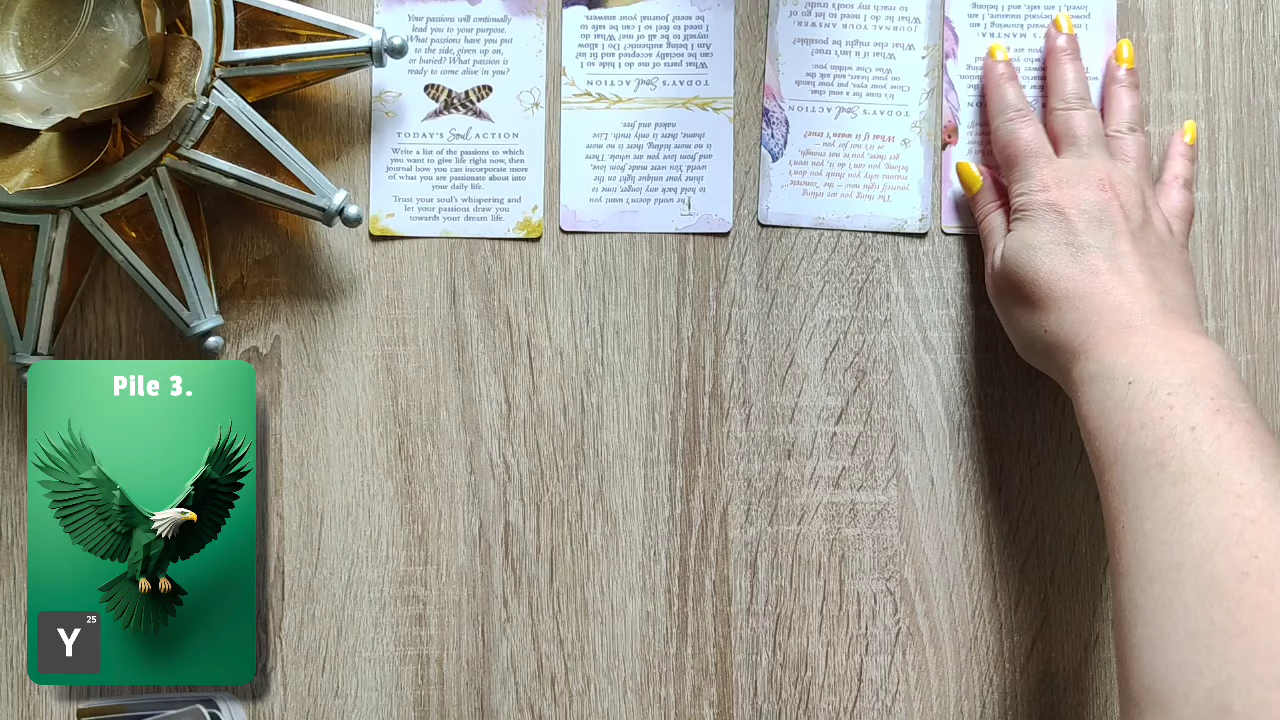 Your passions will continually
lead you to your purpose.
What passions have you put
to the side, given up on,
or buried? What passion is
ready to come alive in you?
TODAY'S Soul ACTION
Write a list of the passions to which
you want to give life right now, then
journal how you can incorporate more
of what you are passionate about into
your daily life.
Trust your soul's whispering and
let your passions draw you
towards your dream life.
The world doesn't want you
to hold back any longer, time to
shine your unique light on the
world. You were made from love,
and from love you are whole. There
is no more hiding, there is no more
shame, there is only truth. Live
naked and free.
TODAY'S Soul ACTION
What parts of me do I hide so I
can be socially accepted and fit in?
Am I being authentic? Do I allow
myself to be all of me? What do
I need to feel so I can be safe to
be seen? Journal your answers.
The thing you are telling
yourself right now – the "concrete"
reason why you think you don't
belong, you can't do it, you won't
get there, you're not enough,
or it's not for you –
What if it wasn't true?
TODAY'S Soul ACTION
It's time for a soul chat.
Close your eyes, put your hands
on your heart, and ask the
Wise One within you:
What if it isn't true?
What else might be possible?
JOURNAL YOUR ANSWER:
do I need to let go of
to reach my soul's truth?
ACTION
fear
MANTRA:
I am
measure, I am
loved, I am safe, and I belong
Pile 3.
Y 25